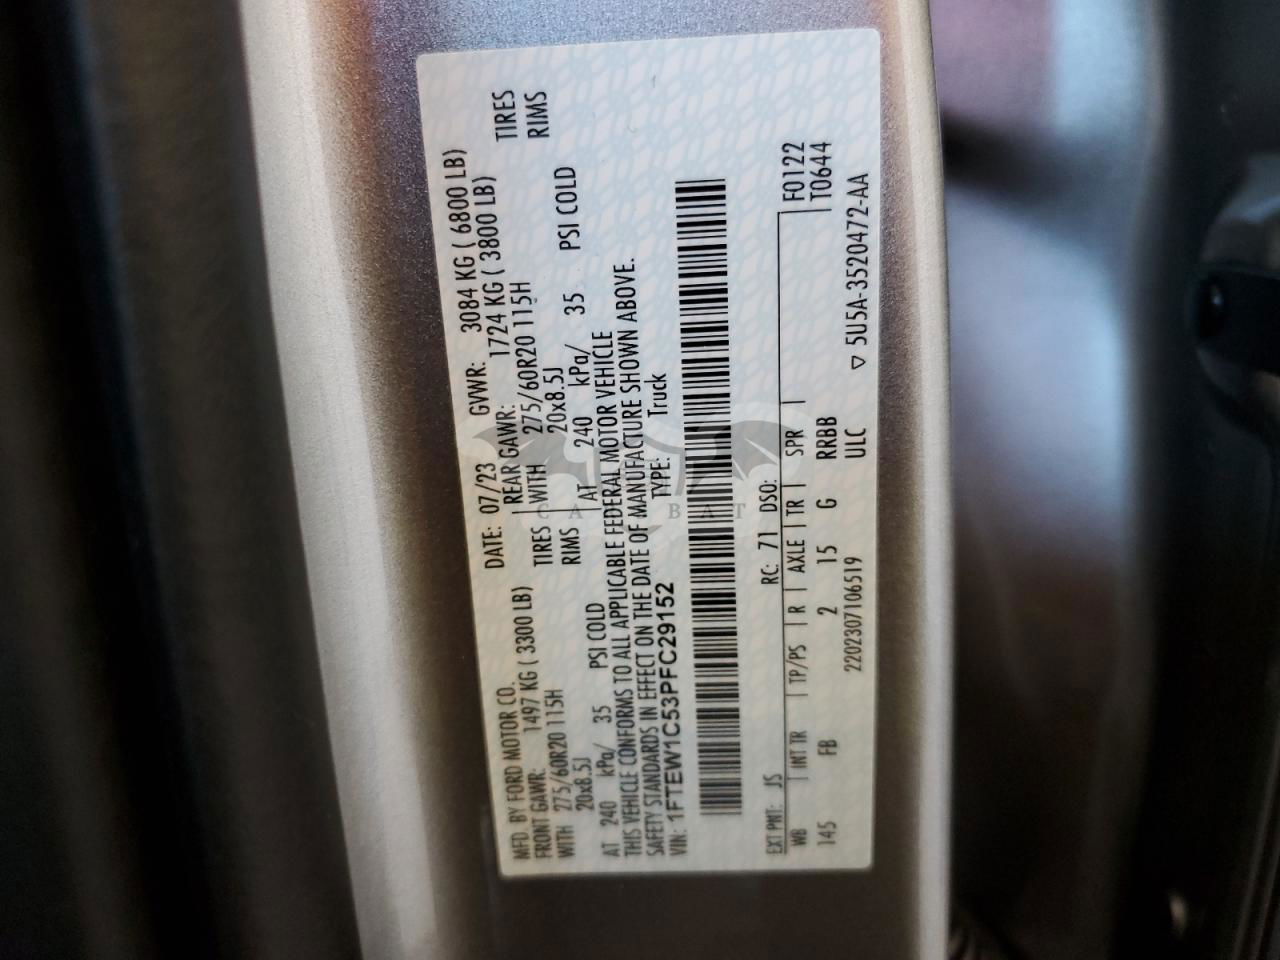 MFD. BY FORD MOTOR CO. DATE: 07/23 GVWR: 3084 KG ( 6800 LB)
FRONT GAWR: 1497 KG ( 3300 LB) REAR GAWR: 1724 KG ( 3800 LB)
WITH 275/60R20 115H TIRES WITH 275/60R20 115H TIRES
20x8.5J RIMS 20x8.5J RIMS
AT 240 kPa/ 35 PSI COLD AT 240 kPa/ 35 PSI COLD
THIS VEHICLE CONFORMS TO ALL APPLICABLE FEDERAL MOTOR VEHICLE
SAFETY STANDARDS IN EFFECT ON THE DATE OF MANUFACTURE SHOWN ABOVE.
VIN: 1FTEW1C53PFC29152 TYPE: Truck
EXT PNT: JS RC: 71 DSO: F0122
WB INT TR TP/PS R AXLE TR SPR T0644
145 FB 2 15 G RRBB
2202307106519 ULC ▽ 5U5A-3520472-AA
CAR BAT